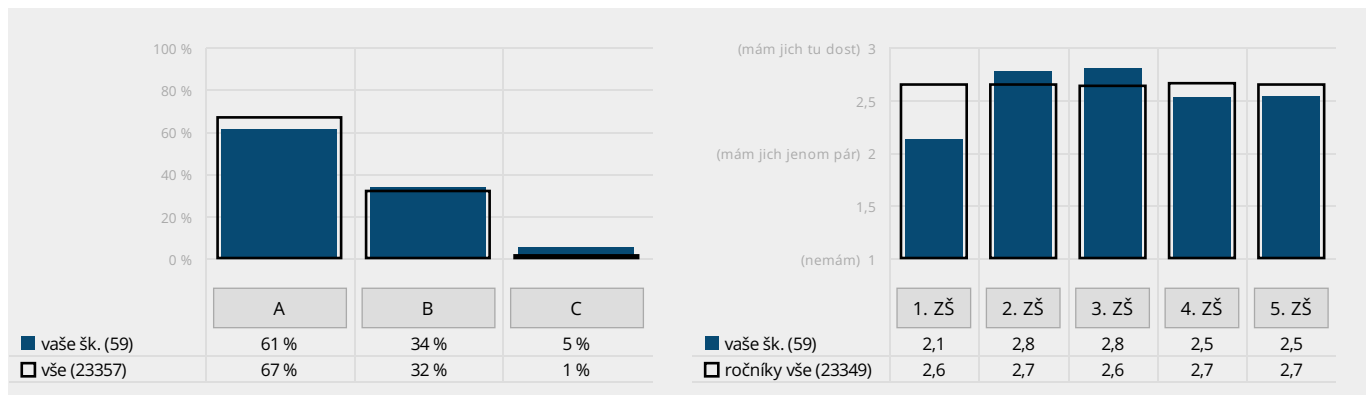 100 %
80 %
60 %
40 %
20 %
0 %
A B C
vaše šk. (59) 61 % 34 % 5 %
vše (23357) 67 % 32 % 1 %
(mám jich tu dost) 3
2,5
(mám jich jenom pár) 2
1,5
(nemám) 1
1. ZŠ 2. ZŠ 3. ZŠ 4. ZŠ 5. ZŠ
vaše šk. (59) 2,1 2,8 2,8 2,5 2,5
ročníky vše (23349) 2,6 2,7 2,6 2,7 2,7